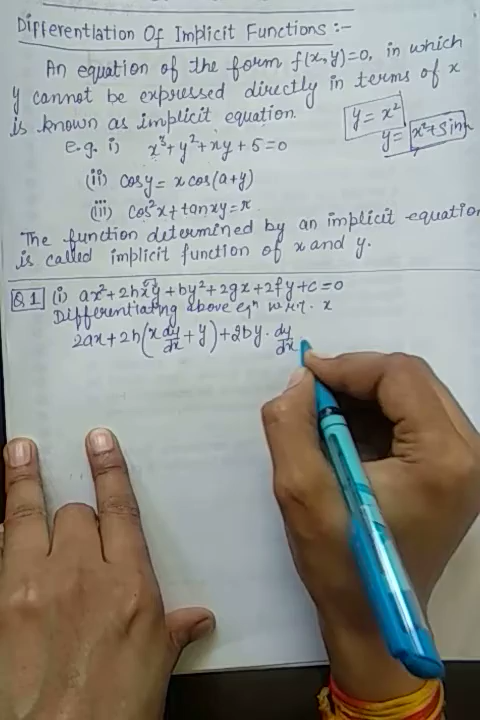 Differentiation Of Implicit Functions :-
An equation of the form f(x,y)=0, in which
y cannot be expressed directly in terms of x
is known as implicit equation.
y = x²
y = x²+sinx
e.g. i) x³+y²+xy+5=0
(ii) cosy = x cos(a+y)
(iii) cos²x+tanxy=π
The function determined by an implicit equation
is called implicit function of x and y.
Q1 (i) ax²+2hxy+by²+2gx+2fy+c=0
Differentiating above eqⁿ w.r.t. x
2ax+2h(x dy/dx + y)+2by. dy/dx